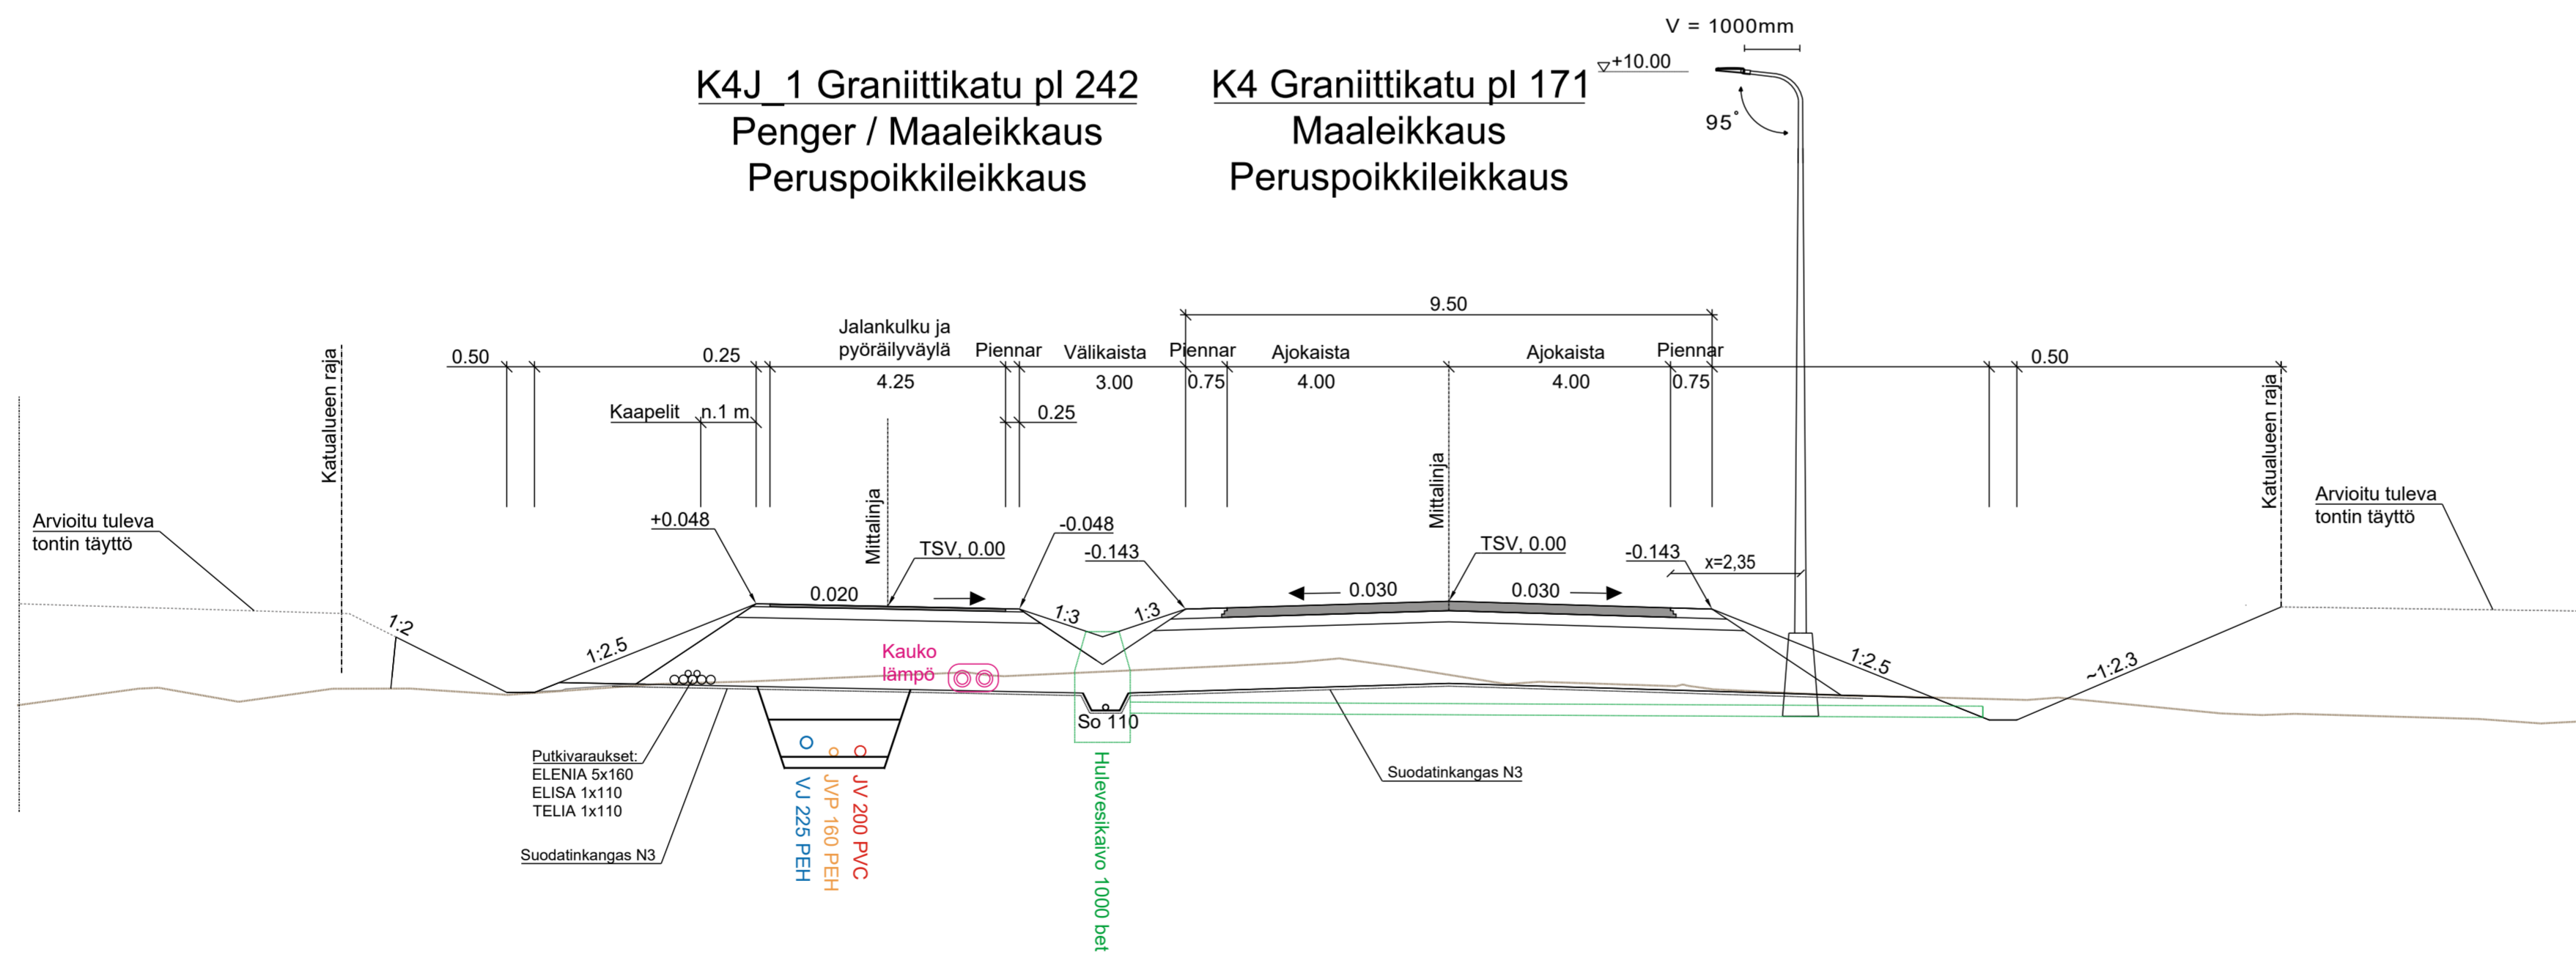 V = 1000mm
+10.00
95°
K4J_1 Graniittikatu pl 242
Penger / Maaleikkaus
Peruspoikkileikkaus
K4 Graniittikatu pl 171
Maaleikkaus
Peruspoikkileikkaus
9.50
Katualueen raja
0.50
0.25
Jalankulku ja
pyöräilyväylä
4.25
Piennar
Välikaista
3.00
Piennar
0.75
Ajokaista
4.00
Ajokaista
4.00
Piennar
0.75
0.50
Katualueen raja
Kaapelit n.1 m
0.25
Mittalinja
Mittalinja
Arvioitu tuleva
tontin täyttö
+0.048
TSV, 0.00
-0.048
-0.143
TSV, 0.00
-0.143
x=2,35
Arvioitu tuleva
tontin täyttö
0.020
0.030
0.030
1:2
1:2.5
1:3
1:3
1:2.5
~1:2.3
Kauko
lämpö
So 110
Putkivaraukset:
ELENIA 5x160
ELISA 1x110
TELIA 1x110
Suodatinkangas N3
VJ 225 PEH
JVP 160 PEH
JV 200 PVC
Hulevesikaivo 1000 bet
Suodatinkangas N3